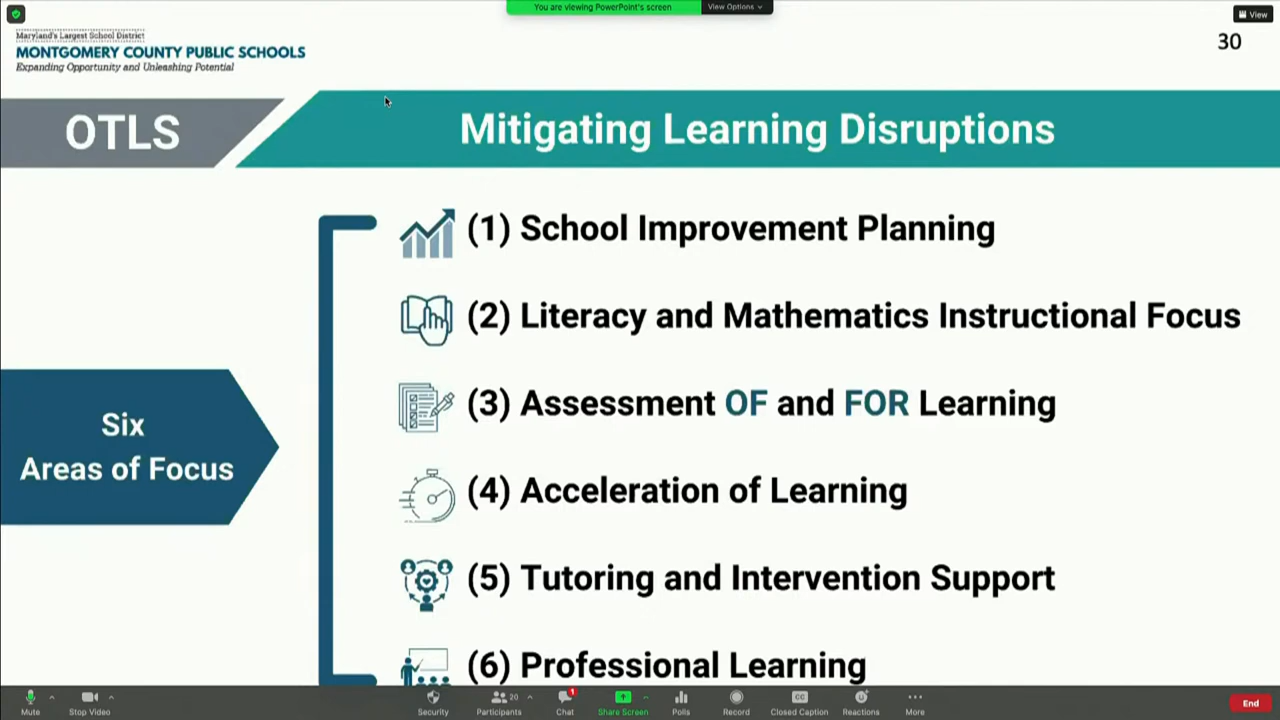 You are viewing PowerPoint's screen
View Options
View
Maryland's Largest School District
MONTGOMERY COUNTY PUBLIC SCHOOLS
Expanding Opportunity and Unleashing Potential
30
OTLS
Mitigating Learning Disruptions
(1) School Improvement Planning
(2) Literacy and Mathematics Instructional Focus
(3) Assessment OF and FOR Learning
Six
Areas of Focus
(4) Acceleration of Learning
(5) Tutoring and Intervention Support
(6) Professional Learning
Mute
Stop Video
Security
Participants 20
Chat 1
Share Screen
Polls
Record
CC
Closed Caption
Reactions
More
End